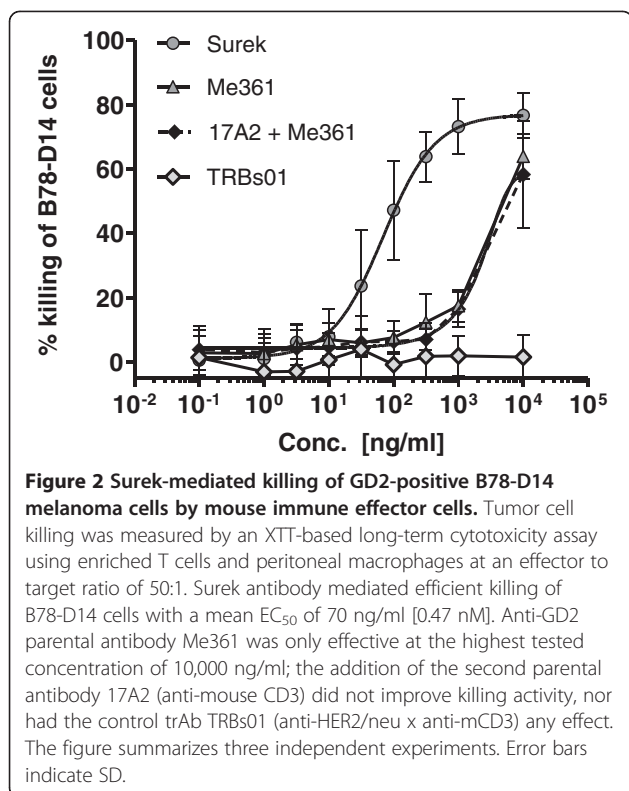 100
80
60
40
20
0
% killing of B78-D14 cells
Surek
Me361
17A2 + Me361
TRBs01
10-2 10-1 100 101 102 103 104 105
Conc. [ng/ml]
Figure 2 Surek-mediated killing of GD2-positive B78-D14
melanoma cells by mouse immune effector cells. Tumor cell
killing was measured by an XTT-based long-term cytotoxicity assay
using enriched T cells and peritoneal macrophages at an effector to
target ratio of 50:1. Surek antibody mediated efficient killing of
B78-D14 cells with a mean EC50 of 70 ng/ml [0.47 nM]. Anti-GD2
parental antibody Me361 was only effective at the highest tested
concentration of 10,000 ng/ml; the addition of the second parental
antibody 17A2 (anti-mouse CD3) did not improve killing activity, nor
had the control trAb TRBs01 (anti-HER2/neu x anti-mCD3) any effect.
The figure summarizes three independent experiments. Error bars
indicate SD.